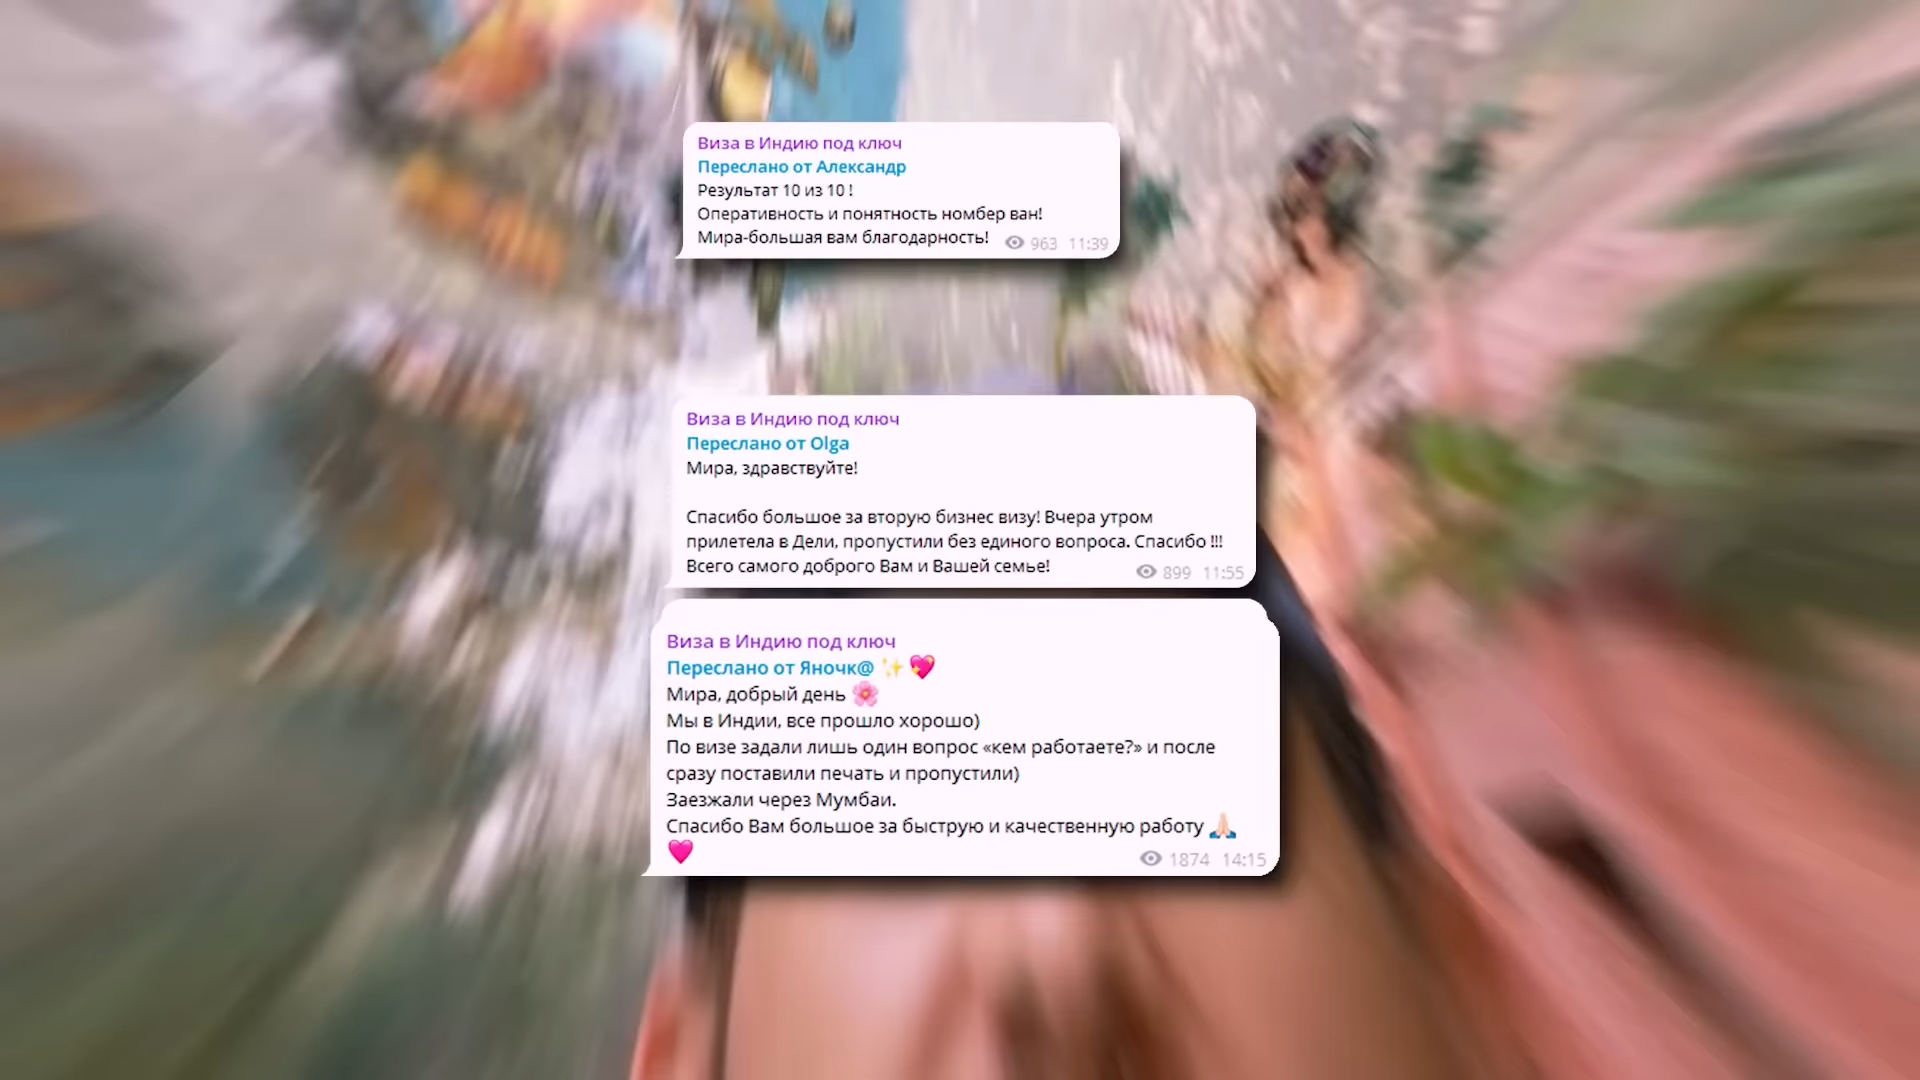 Виза в Индию под ключ
Переслано от Александр
Результат 10 из 10 !
Оперативность и понятность номбер ван!
Мира-большая вам благодарность! 963 11:39
Виза в Индию под ключ
Переслано от Olga
Мира, здравствуйте!
Спасибо большое за вторую бизнес визу! Вчера утром
прилетела в Дели, пропустили без единого вопроса. Спасибо !!!
Всего самого доброго Вам и Вашей семье! 899 11:55
Виза в Индию под ключ
Переслано от Яночк@ ✨ 💖
Мира, добрый день 🌸
Мы в Индии, все прошло хорошо)
По визе задали лишь один вопрос «кем работаете?» и после
сразу поставили печать и пропустили)
Заезжали через Мумбаи.
Спасибо Вам большое за быструю и качественную работу 🙏🏻
💗 1874 14:15